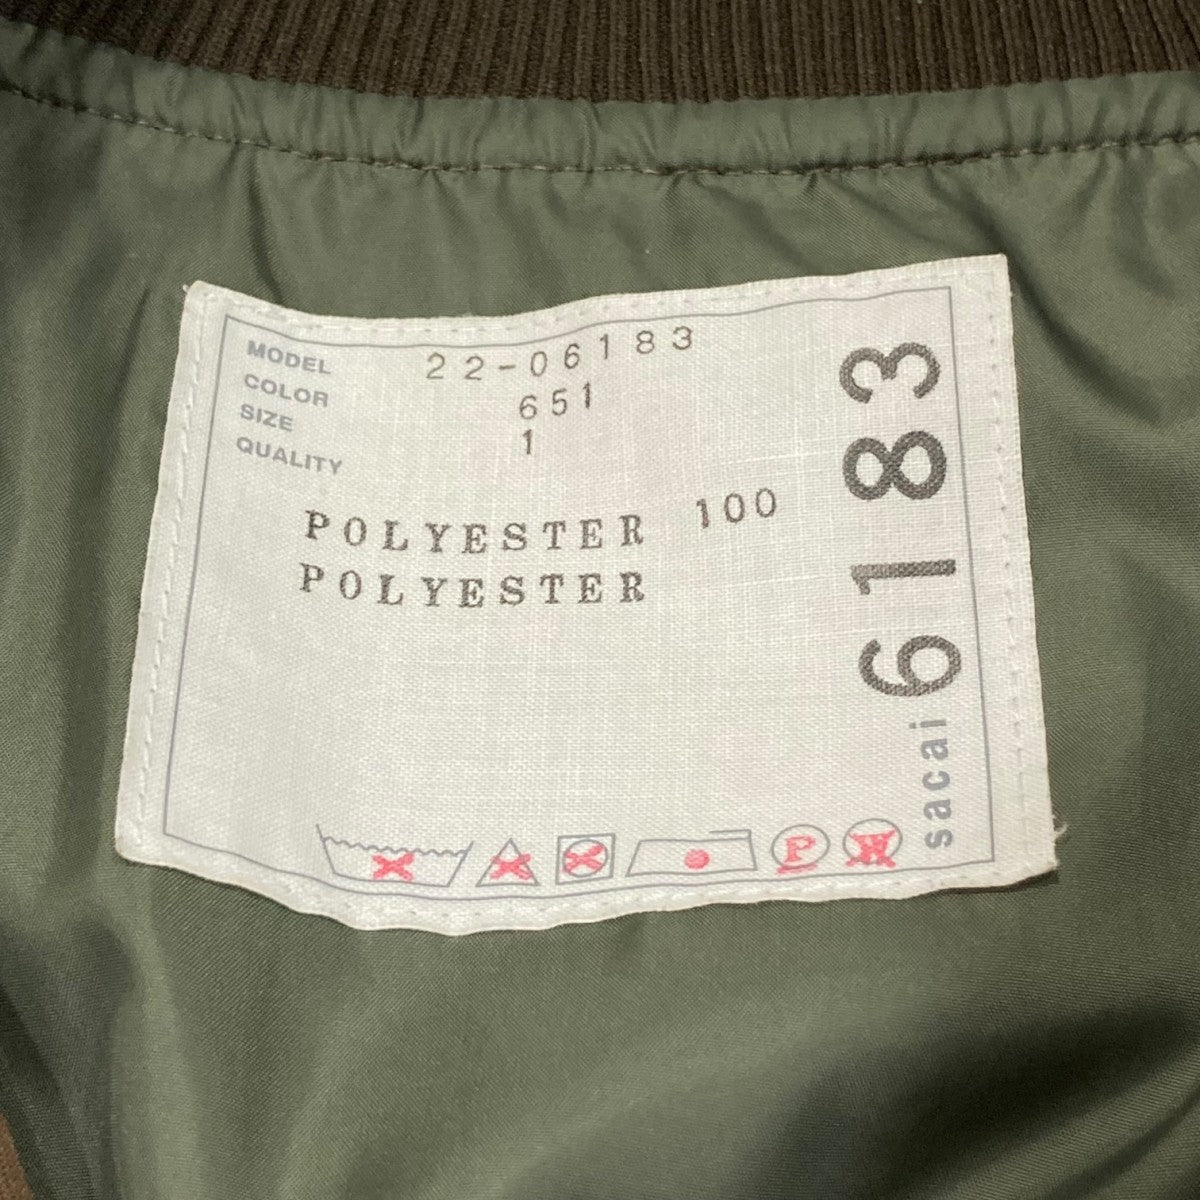 MODEL 22-06183
COLOR 651
SIZE 1
QUALITY
POLYESTER 100
POLYESTER
sacai 6183
P
W